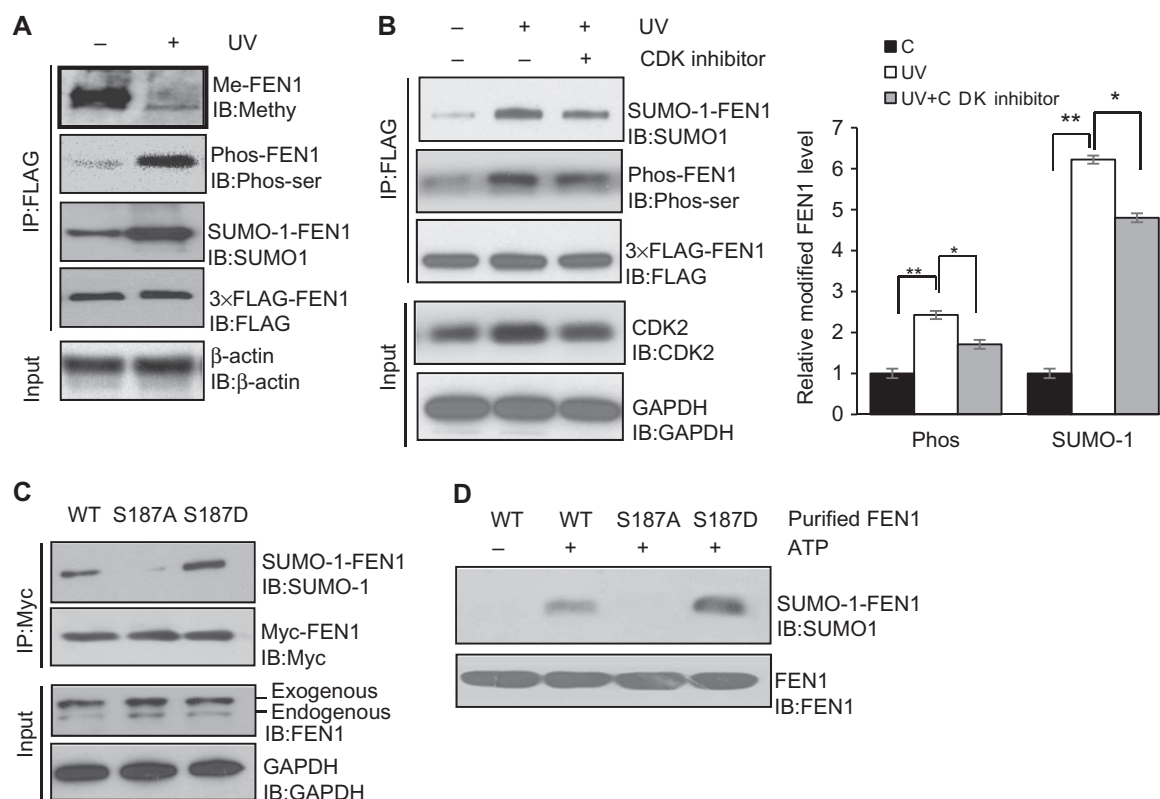 A
– + UV
IP:FLAG
Me-FEN1
IB:Methy
Phos-FEN1
IB:Phos-ser
SUMO-1-FEN1
IB:SUMO1
3×FLAG-FEN1
IB:FLAG
Input
β-actin
IB:β-actin
B
– + + UV
– – + CDK inhibitor
IP:FLAG
SUMO-1-FEN1
IB:SUMO1
Phos-FEN1
IB:Phos-ser
3×FLAG-FEN1
IB:FLAG
Input
CDK2
IB:CDK2
GAPDH
IB:GAPDH
C
UV
UV+C DK inhibitor
Relative modified FEN1 level
7
6
5
4
3
2
1
0
** *
** *
Phos SUMO-1
C
WT S187A S187D
IP:Myc
SUMO-1-FEN1
IB:SUMO-1
Myc-FEN1
IB:Myc
Input
Exogenous
Endogenous
IB:FEN1
GAPDH
IB:GAPDH
D
WT WT S187A S187D Purified FEN1
– + + + ATP
SUMO-1-FEN1
IB:SUMO1
FEN1
IB:FEN1